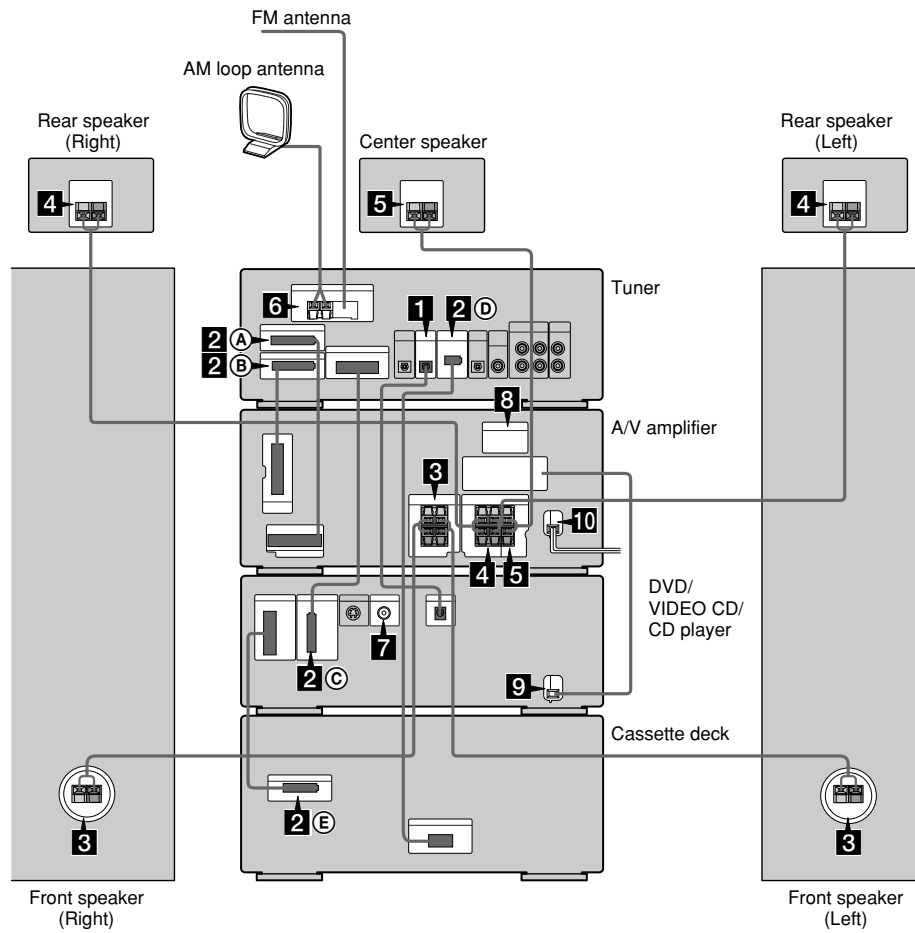 FM antenna
AM loop antenna
Rear speaker
(Right)
Center speaker
Rear speaker
(Left)
4
5
4
Tuner
6
1
2 D
2 A
2 B
8
A/V amplifier
3
10
4
5
DVD/
VIDEO CD/
CD player
7
2 C
9
Cassette deck
2 E
3
3
Front speaker
(Right)
Front speaker
(Left)